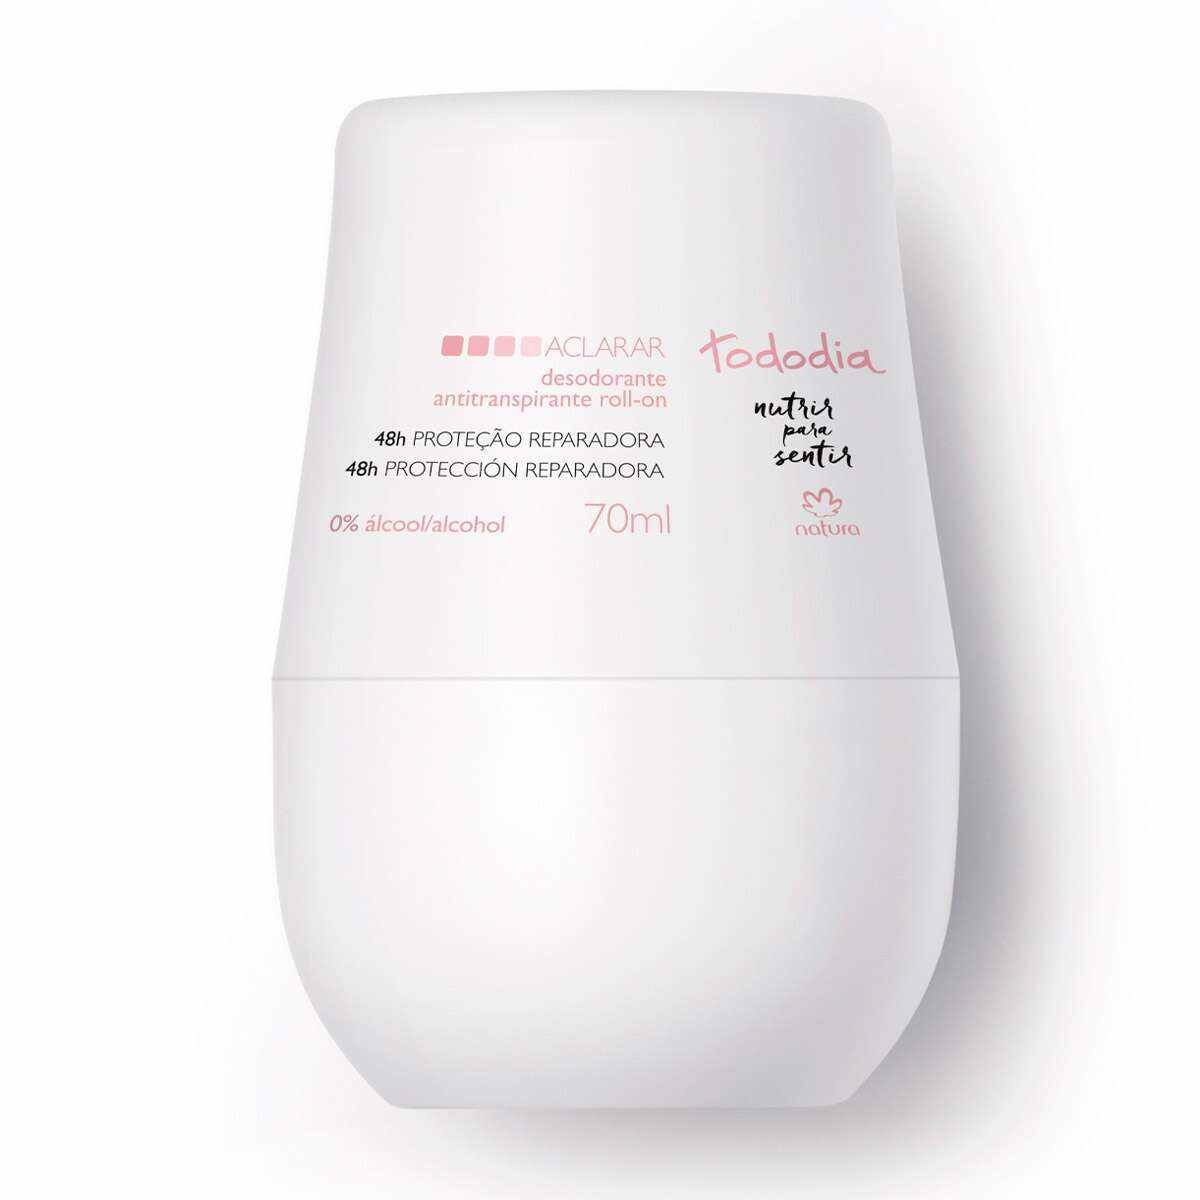 ACLARAR
desodorante
antitranspirante roll-on
48h PROTEÇÃO REPARADORA
48h PROTECCIÓN REPARADORA
0% álcool/alcohol
70ml
tododia
nutrir
para
sentir
natura